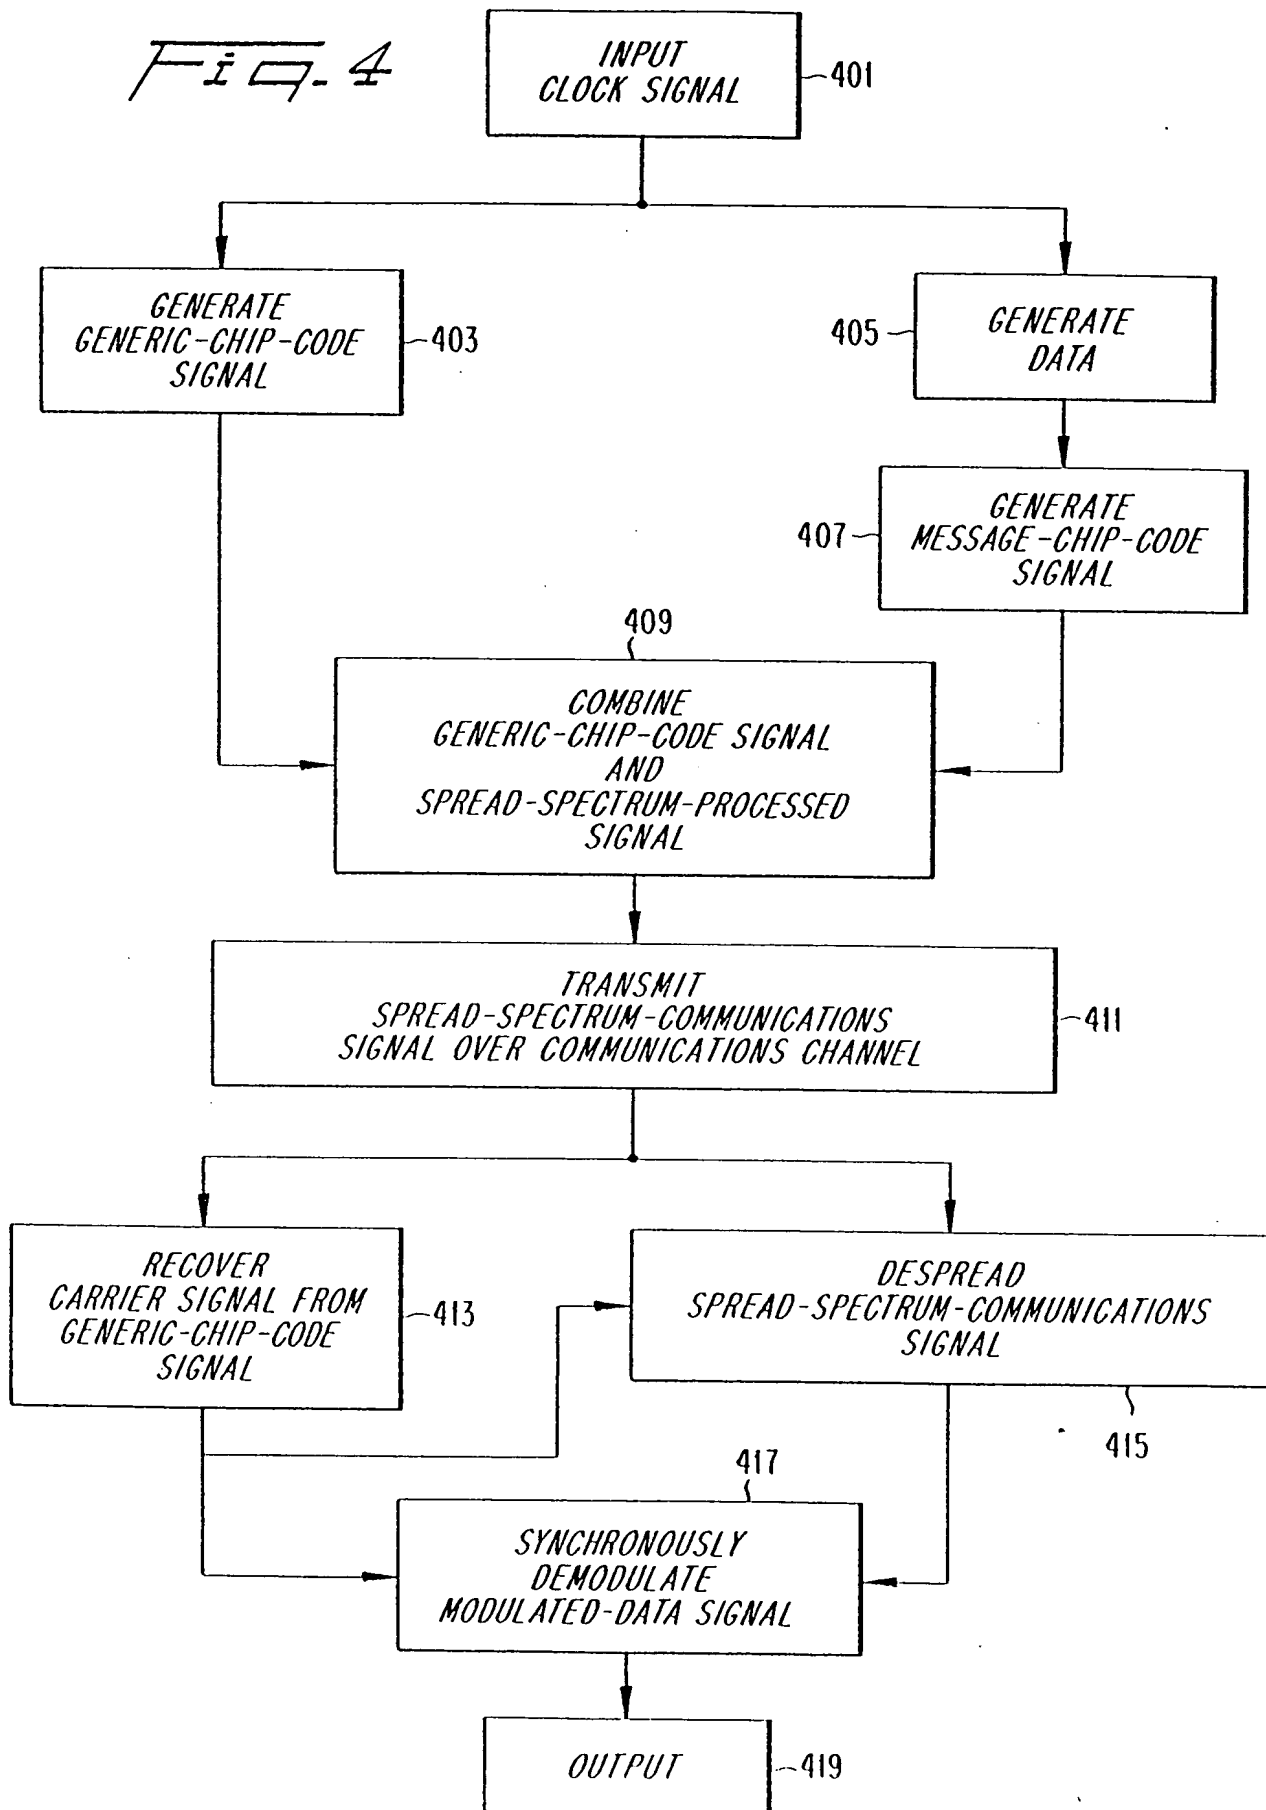 Fig. 4
INPUT
CLOCK SIGNAL
401
GENERATE
GENERIC-CHIP-CODE
SIGNAL
403
405
GENERATE
DATA
407
GENERATE
MESSAGE-CHIP-CODE
SIGNAL
409
COMBINE
GENERIC-CHIP-CODE SIGNAL
AND
SPREAD-SPECTRUM-PROCESSED
SIGNAL
TRANSMIT
SPREAD-SPECTRUM-COMMUNICATIONS
SIGNAL OVER COMMUNICATIONS CHANNEL
411
RECOVER
CARRIER SIGNAL FROM
GENERIC-CHIP-CODE
SIGNAL
413
DESPREAD
SPREAD-SPECTRUM-COMMUNICATIONS
SIGNAL
415
417
SYNCHRONOUSLY
DEMODULATE
MODULATED-DATA SIGNAL
OUTPUT
419